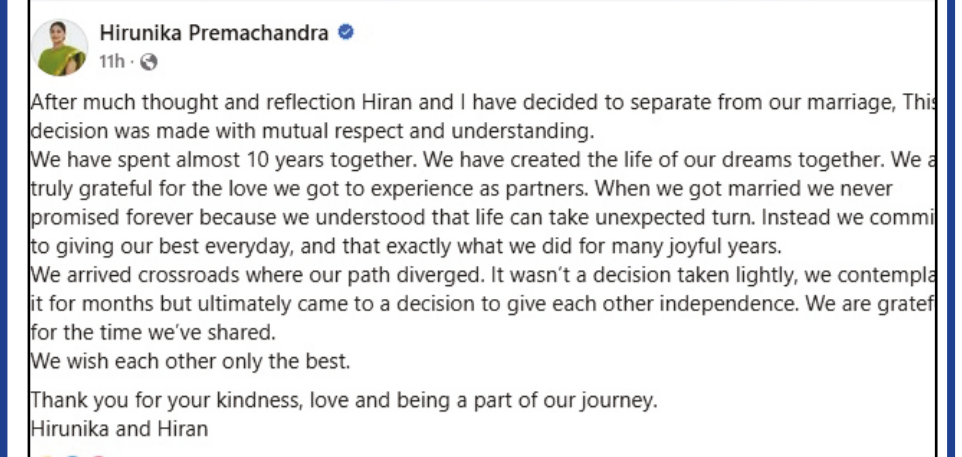 Hirunika Premachandra
11h ·
After much thought and reflection Hiran and I have decided to separate from our marriage, This
decision was made with mutual respect and understanding.
We have spent almost 10 years together. We have created the life of our dreams together. We a
truly grateful for the love we got to experience as partners. When we got married we never
promised forever because we understood that life can take unexpected turn. Instead we commi
to giving our best everyday, and that exactly what we did for many joyful years.
We arrived crossroads where our path diverged. It wasn't a decision taken lightly, we contempla
it for months but ultimately came to a decision to give each other independence. We are gratef
for the time we've shared.
We wish each other only the best.
Thank you for your kindness, love and being a part of our journey.
Hirunika and Hiran